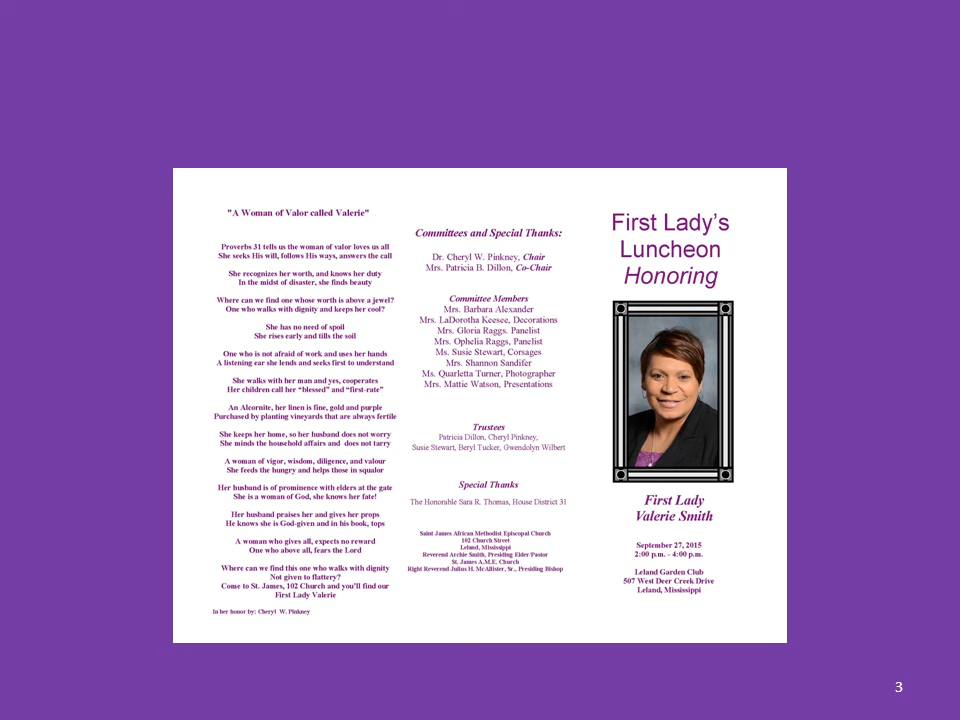 "A Woman of Valor called Valerie"
Proverbs 31 tells us the woman of valor loves us all
She seeks His will, follows His ways, answers the call
She recognizes her worth, and knows her duty
In the midst of disaster, she finds beauty
Where can we find one whose worth is above a jewel?
One who walks with dignity and keeps her cool?
She has no need of spoil
She rises early and tills the soil
One who is not afraid of work and uses her hands
A listening ear she lends and seeks first to understand
She walks with her man and yes, cooperates
Her children call her “blessed” and “first-rate”
An Alcornite, her linen is fine, gold and purple
Purchased by planting vineyards that are always fertile
She keeps her home, so her husband does not worry
She minds the household affairs and does not tarry
A woman of vigor, wisdom, diligence, and valour
She feeds the hungry and helps those in squalor
Her husband is of prominence with elders at the gate
She is a woman of God, she knows her fate!
Her husband praises her and gives her props
He knows she is God-given and in his book, tops
A woman who gives all, expects no reward
One who above all, fears the Lord
Where can we find this one who walks with dignity
Not given to flattery?
Come to St. James, 102 Church and you’ll find our
First Lady Valerie
In her honor by: Cheryl W. Pinkney
Committees and Special Thanks:
Dr. Cheryl W. Pinkney, Chair
Mrs. Patricia B. Dillon, Co-Chair
Committee Members
Mrs. Barbara Alexander
Mrs. LaDorotha Keesee, Decorations
Mrs. Gloria Raggs. Panelist
Mrs. Ophelia Raggs, Panelist
Ms. Susie Stewart, Corsages
Mrs. Shannon Sandifer
Ms. Quarletta Turner, Photographer
Mrs. Mattie Watson, Presentations
Trustees
Patricia Dillon, Cheryl Pinkney,
Susie Stewart, Beryl Tucker, Gwendolyn Wilbert
Special Thanks
The Honorable Sara R. Thomas, House District 31
Saint James African Methodist Episcopal Church
102 Church Street
Leland, Mississippi
Reverend Archie Smith, Presiding Elder/Pastor
St. James A.M.E. Church
Right Reverend Julius H. McAllister, Sr., Presiding Bishop
First Lady’s
Luncheon
Honoring
First Lady
Valerie Smith
September 27, 2015
2:00 p.m. - 4:00 p.m.
Leland Garden Club
507 West Deer Creek Drive
Leland, Mississippi
3